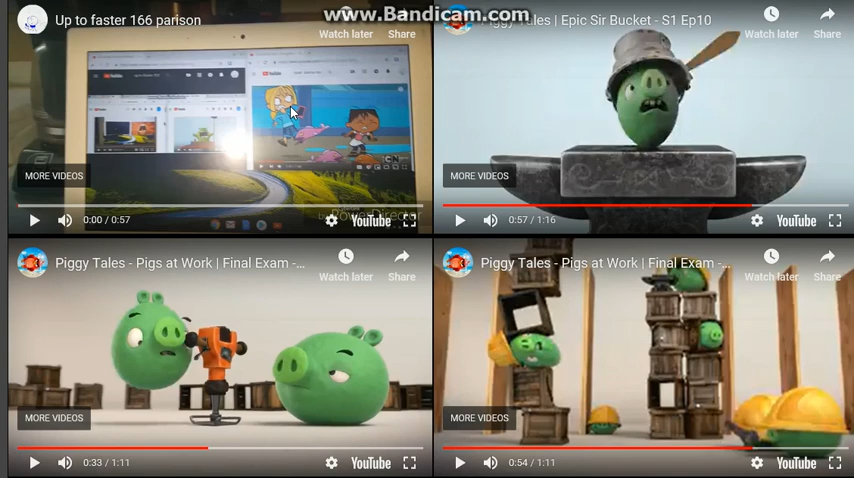 www.Bandicam.com
Up to faster 166 parison
Watch later
Share
MORE VIDEOS
0:00 / 0:57
YouTube
PowerDirector
Piggy Tales | Epic Sir Bucket - S1 Ep10
Watch later
Share
MORE VIDEOS
0:57 / 1:16
YouTube
Piggy Tales - Pigs at Work | Final Exam -...
Watch later
Share
MORE VIDEOS
0:33 / 1:11
YouTube
Piggy Tales - Pigs at Work | Final Exam -...
Watch later
Share
MORE VIDEOS
0:54 / 1:11
YouTube